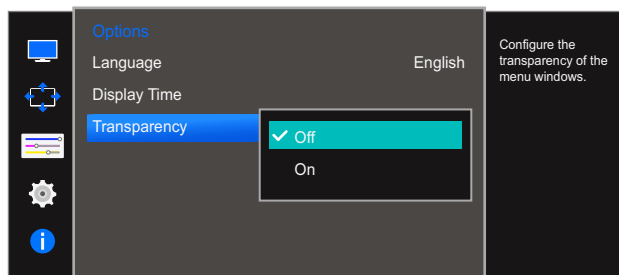 Options
Language English
Display Time
Transparency
Off
On
Configure the
transparency of the
menu windows.